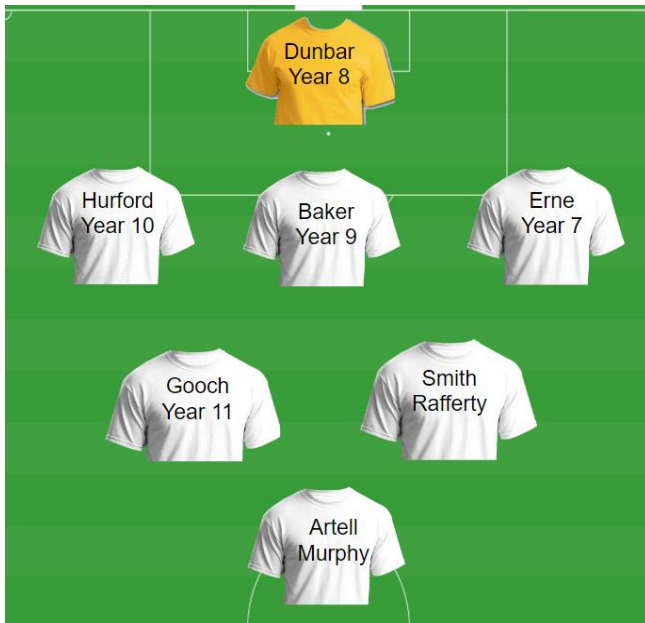 Dunbar
Year 8
Hurford
Year 10
Baker
Year 9
Erne
Year 7
Gooch
Year 11
Smith
Rafferty
Artell
Murphy